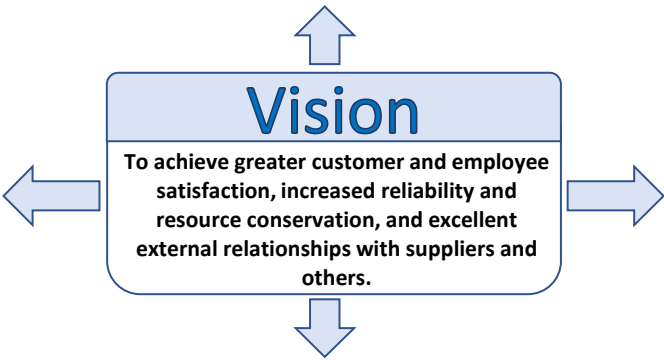 Vision
To achieve greater customer and employee
satisfaction, increased reliability and
resource conservation, and excellent
external relationships with suppliers and
others.